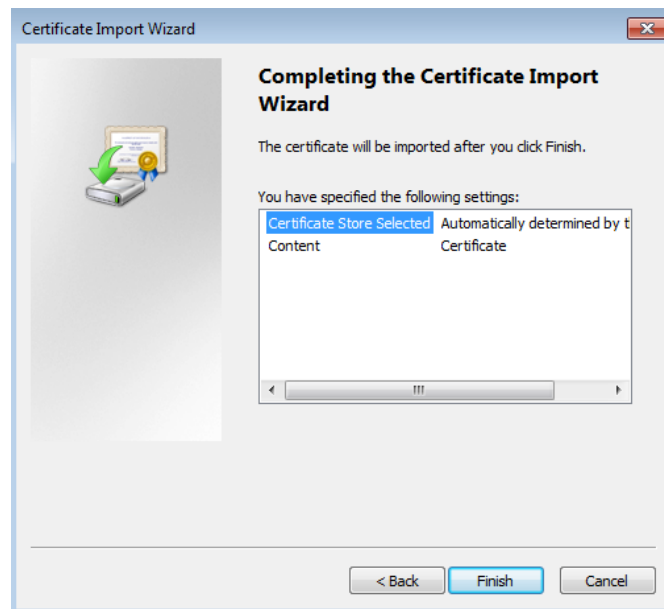 Certificate Import Wizard
Completing the Certificate Import
Wizard
The certificate will be imported after you click Finish.
You have specified the following settings:
Certificate Store Selected Automatically determined by t
Content Certificate
< Back Finish Cancel